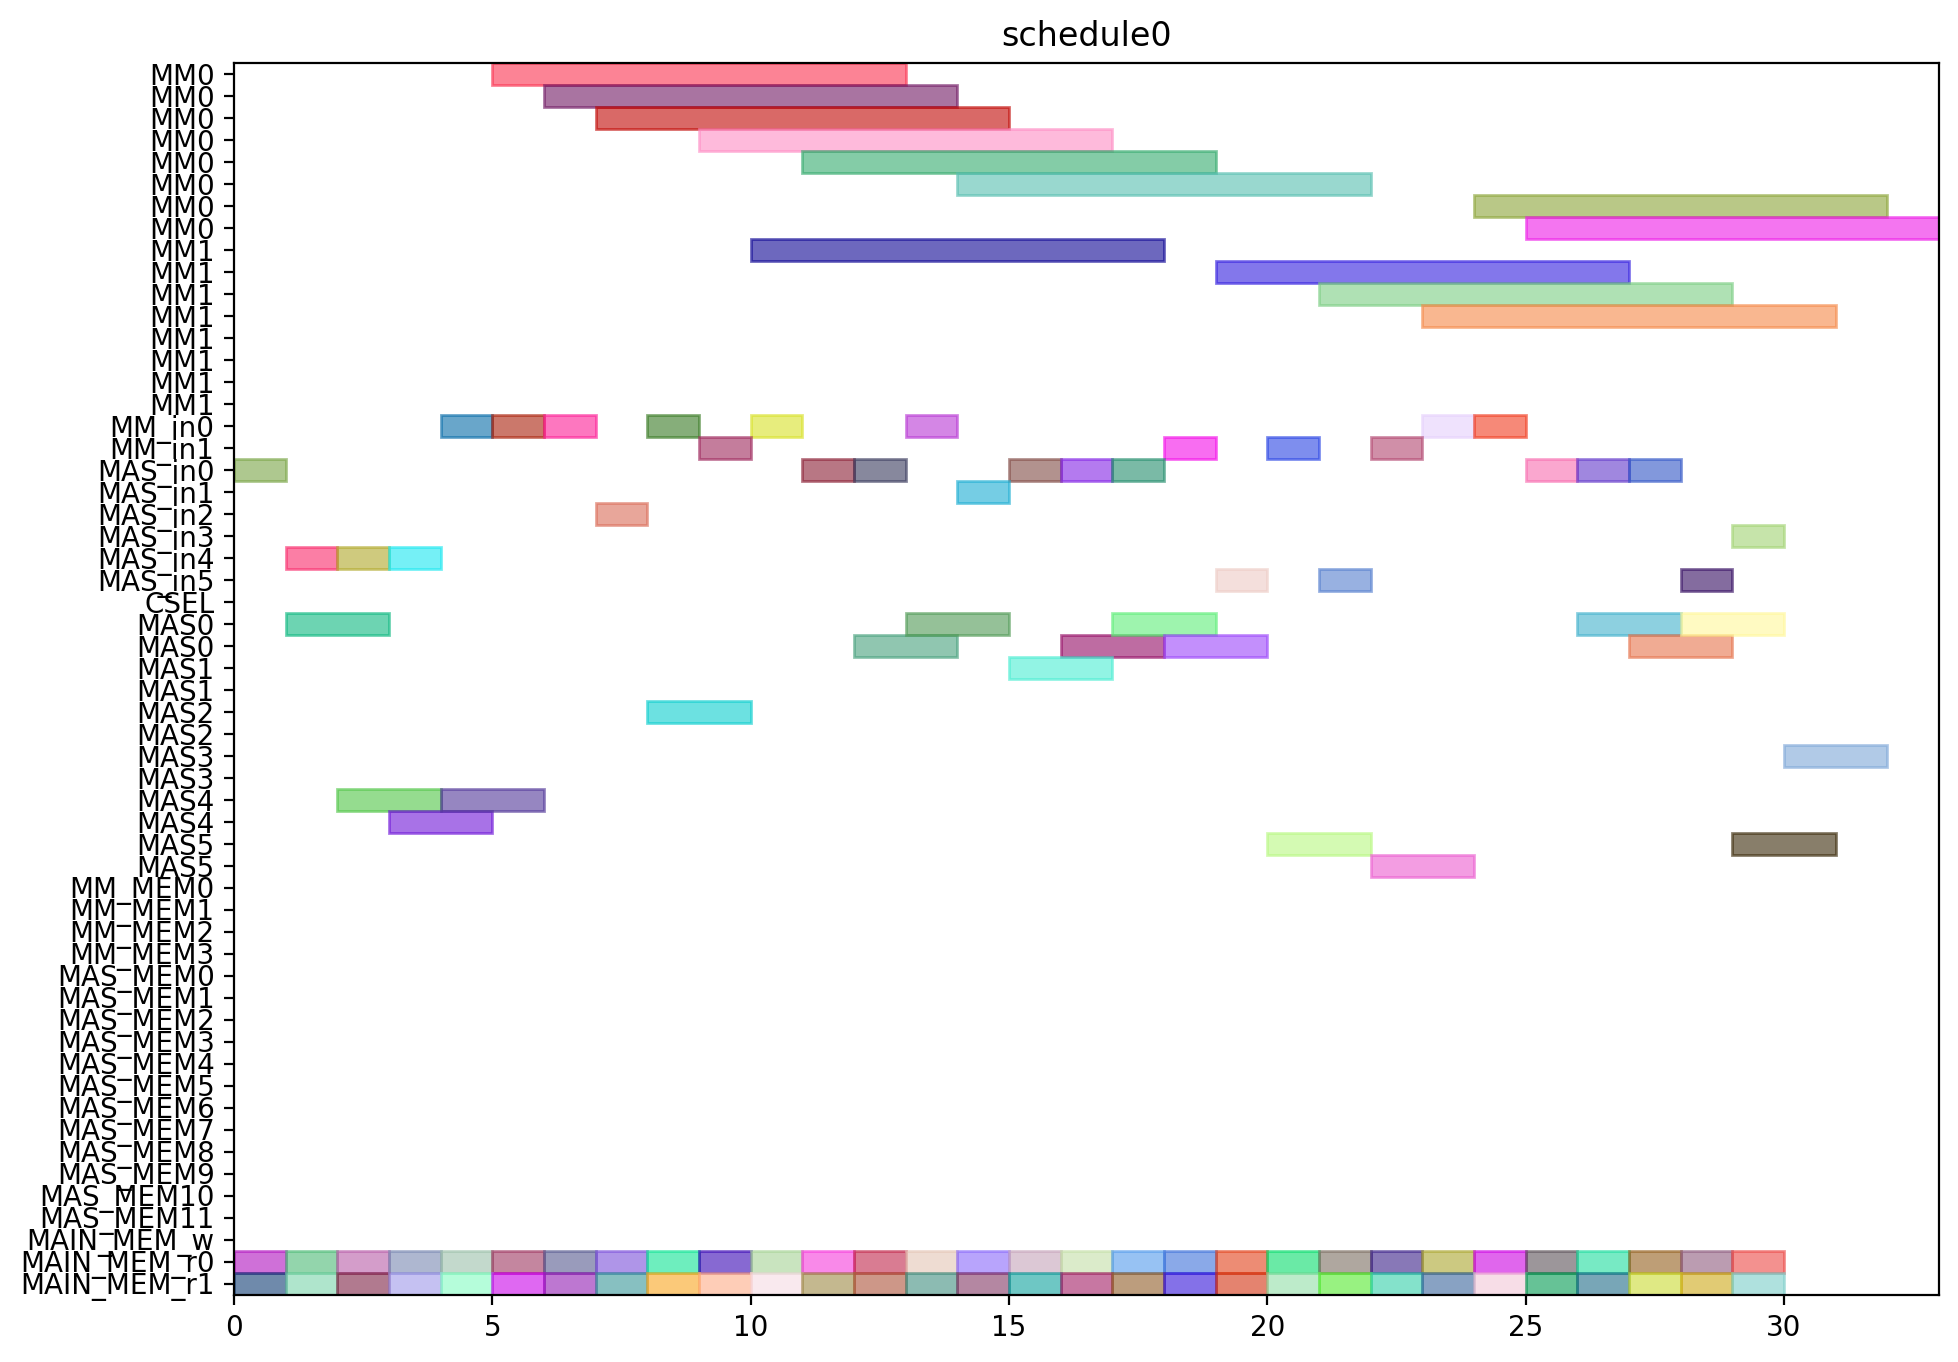 schedule0
MM0
MM0
MM0
MM0
MM0
MM0
MM0
MM0
MM1
MM1
MM1
MM1
MM1
MM1
MM1
MM1
MM_in0
MM_in1
MAS_in0
MAS_in1
MAS_in2
MAS_in3
MAS_in4
MAS_in5
CSEL
MAS0
MAS0
MAS1
MAS1
MAS2
MAS2
MAS3
MAS3
MAS4
MAS4
MAS5
MAS5
MM_MEM0
MM_MEM1
MM_MEM2
MM_MEM3
MAS_MEM0
MAS_MEM1
MAS_MEM2
MAS_MEM3
MAS_MEM4
MAS_MEM5
MAS_MEM6
MAS_MEM7
MAS_MEM8
MAS_MEM9
MAS_MEM10
MAS_MEM11
MAIN_MEM_w
MAIN_MEM_r0
MAIN_MEM_r1
0 5 10 15 20 25 30